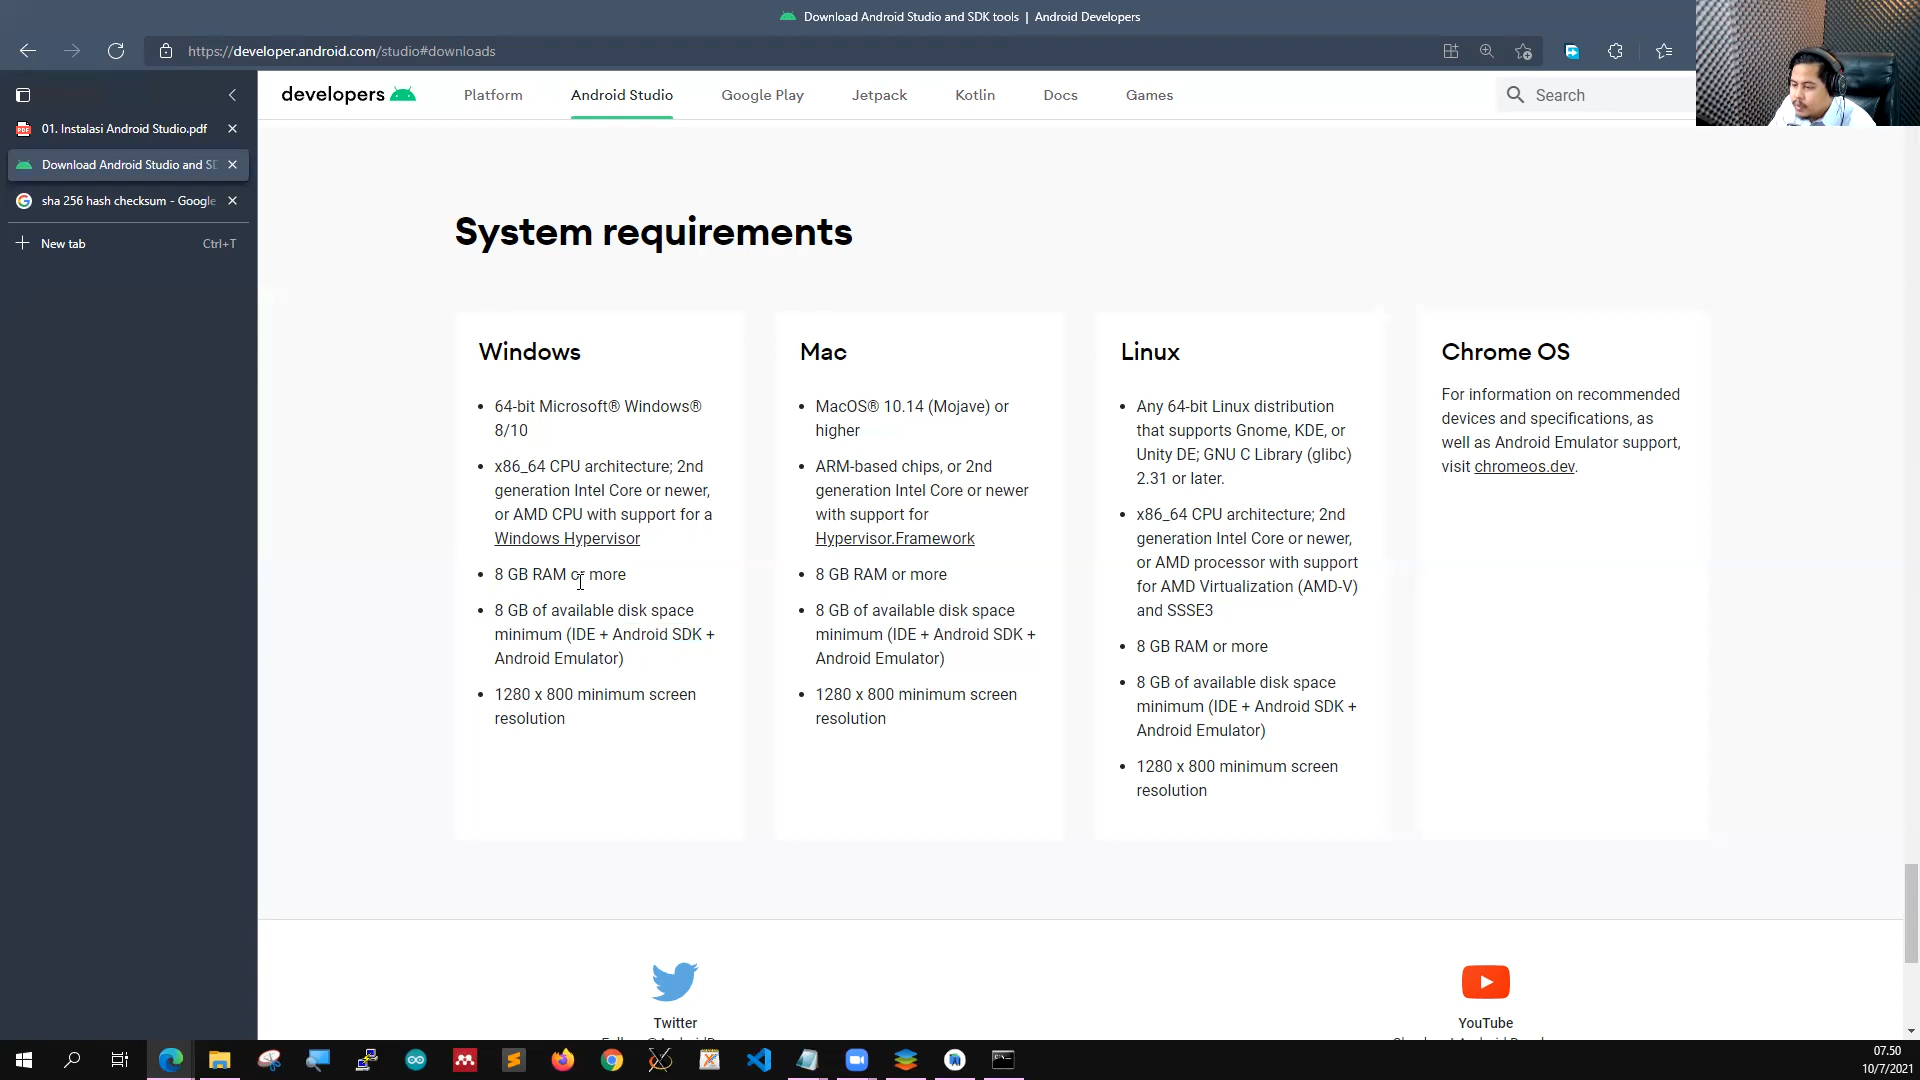 Download Android Studio and SDK tools | Android Developers
https://developer.android.com/studio#downloads
01. Instalasi Android Studio.pdf
Download Android Studio and SD
sha 256 hash checksum - Google
New tab Ctrl+T
developers Platform Android Studio Google Play Jetpack Kotlin Docs Games Search
System requirements
Windows
64-bit Microsoft® Windows®
8/10
x86_64 CPU architecture; 2nd
generation Intel Core or newer,
or AMD CPU with support for a
Windows Hypervisor
8 GB RAM or more
8 GB of available disk space
minimum (IDE + Android SDK +
Android Emulator)
1280 x 800 minimum screen
resolution
Mac
MacOS® 10.14 (Mojave) or
higher
ARM-based chips, or 2nd
generation Intel Core or newer
with support for
Hypervisor.Framework
8 GB RAM or more
8 GB of available disk space
minimum (IDE + Android SDK +
Android Emulator)
1280 x 800 minimum screen
resolution
Linux
Any 64-bit Linux distribution
that supports Gnome, KDE, or
Unity DE; GNU C Library (glibc)
2.31 or later.
x86_64 CPU architecture; 2nd
generation Intel Core or newer,
or AMD processor with support
for AMD Virtualization (AMD-V)
and SSSE3
8 GB RAM or more
8 GB of available disk space
minimum (IDE + Android SDK +
Android Emulator)
1280 x 800 minimum screen
resolution
Chrome OS
For information on recommended
devices and specifications, as
well as Android Emulator support,
visit chromeos.dev.
Twitter
YouTube
07.50
10/7/2021